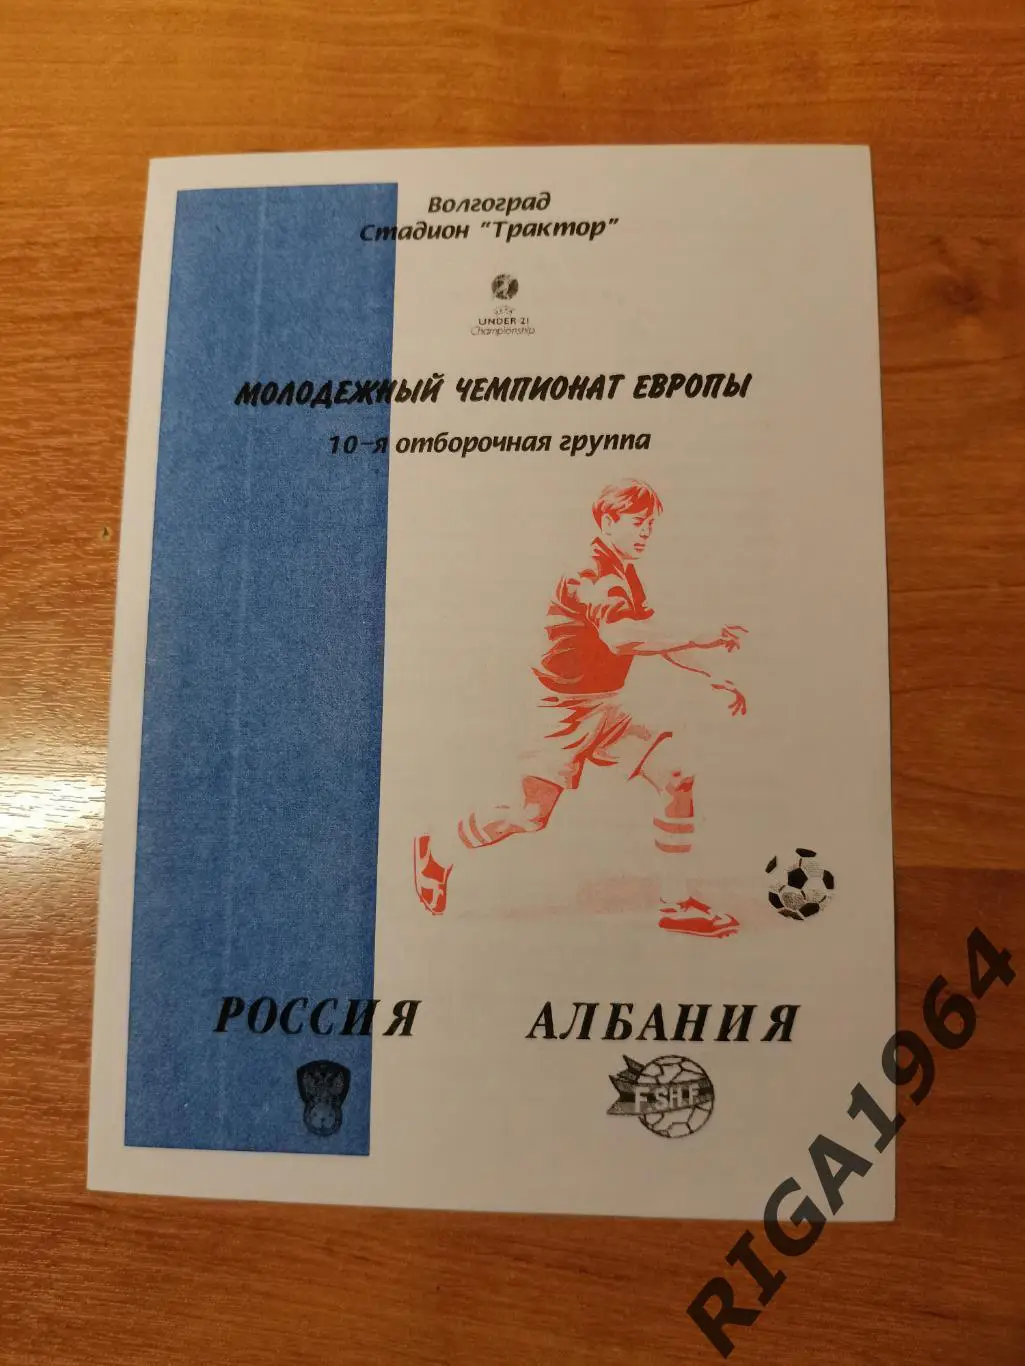 Волгоград
Стадион "Трактор"
UNDER 21
Championship
МОЛОДЕЖНЫЙ ЧЕМПИОНАТ ЕВРОПЫ
10-я отборочная группа
РОССИЯ АЛБАНИЯ
F.SH.F.
RIGA1964